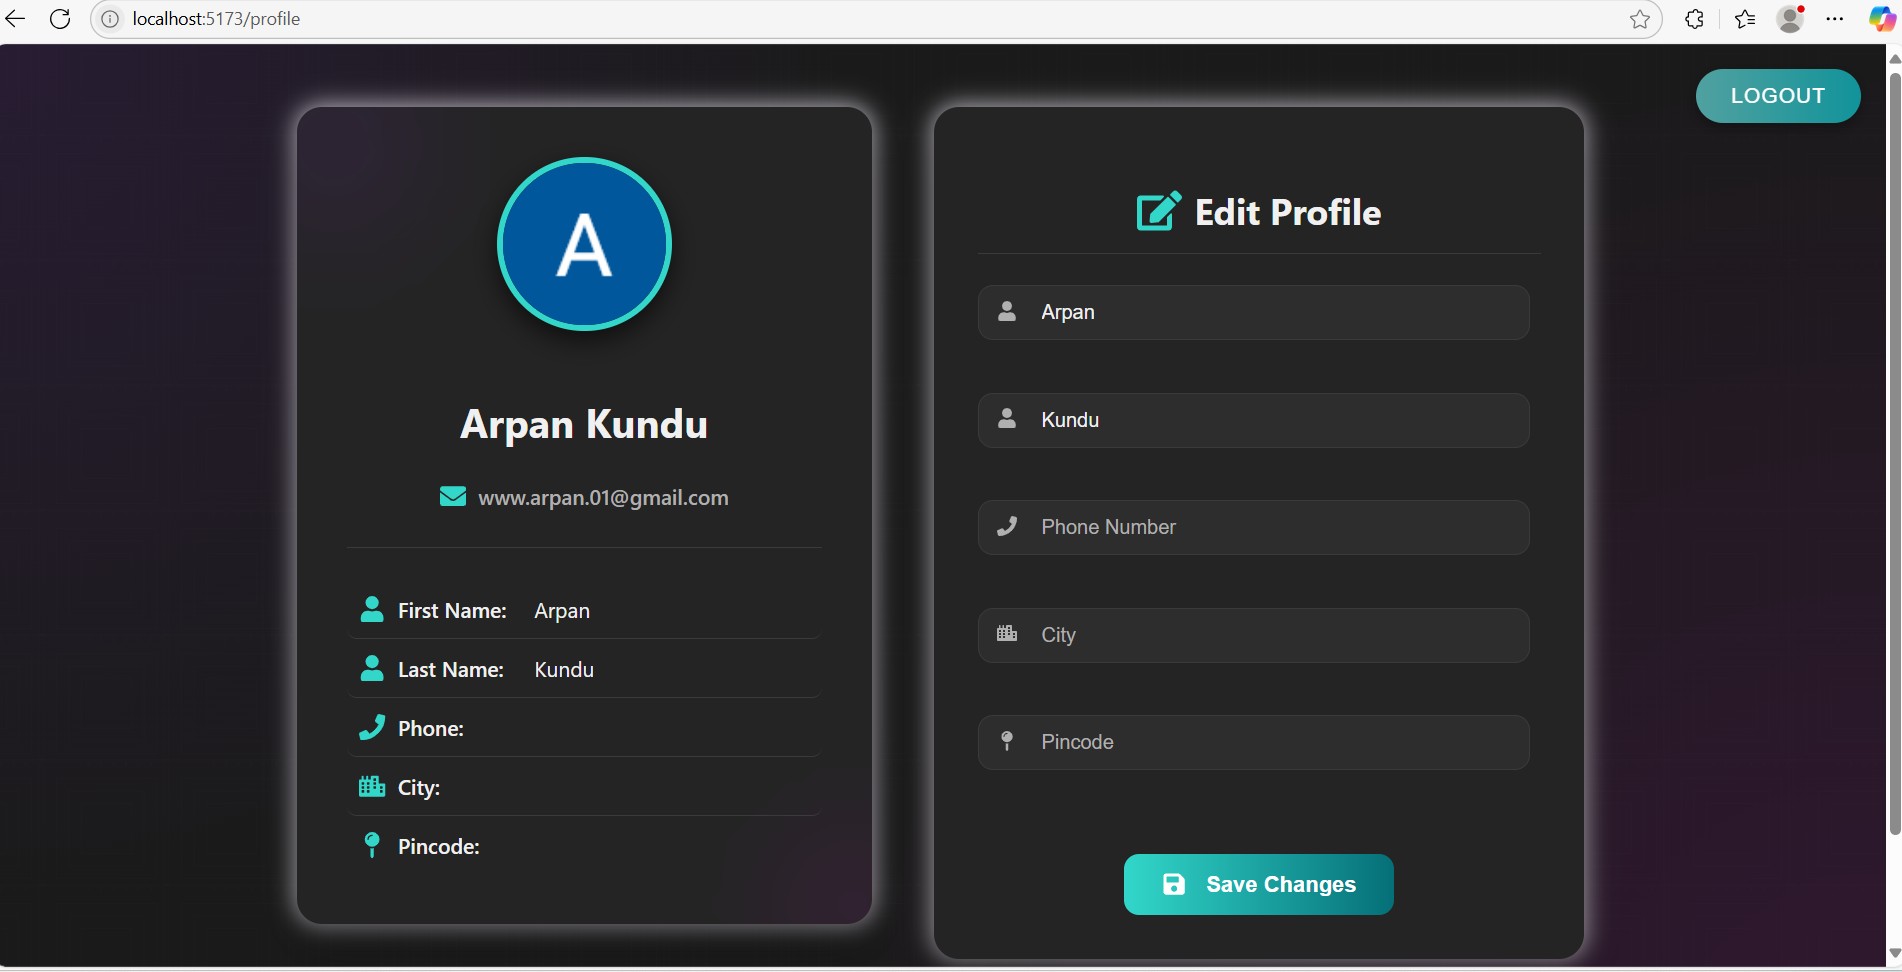 localhost:5173/profile
LOGOUT
A
Arpan Kundu
www.arpan.01@gmail.com
First Name: Arpan
Last Name: Kundu
Phone:
City:
Pincode:
Edit Profile
Arpan
Kundu
Phone Number
City
Pincode
Save Changes